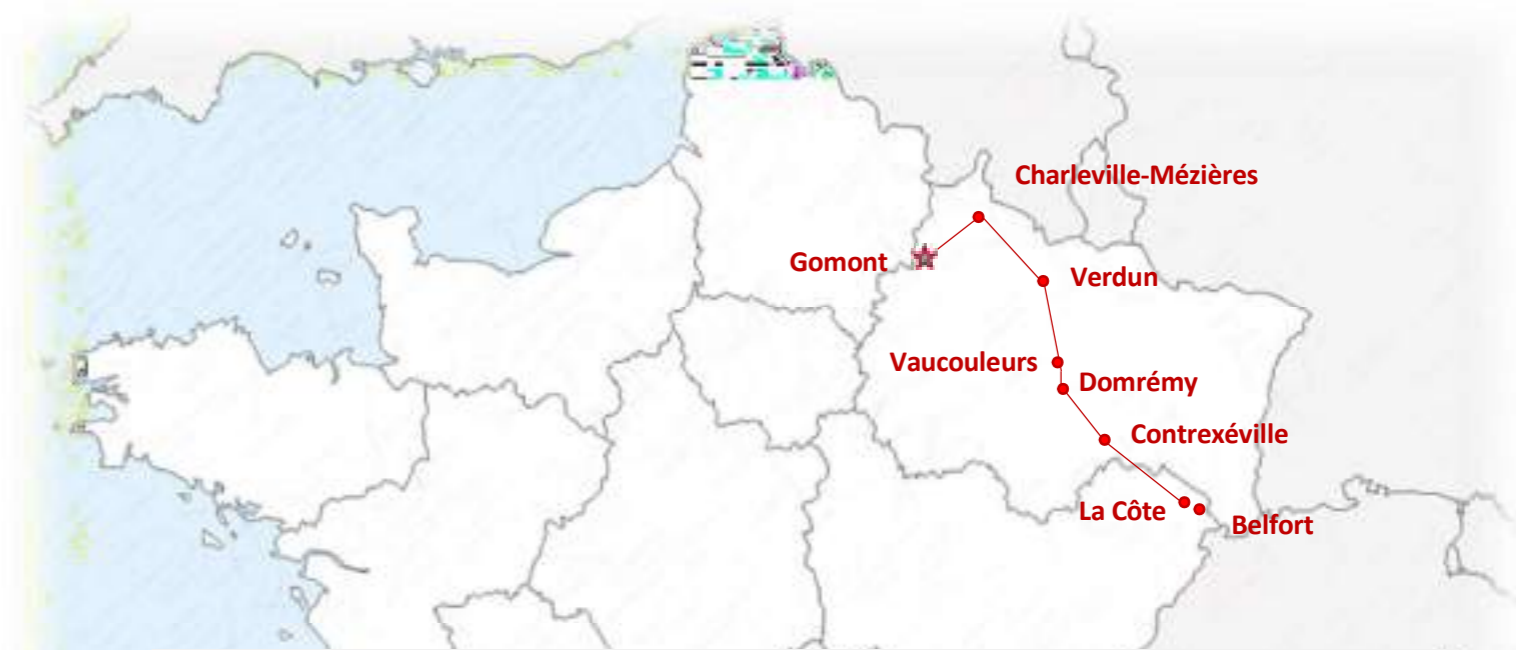 Charleville-Mézières
Gomont
Verdun
Vaucouleurs
Domrémy
Contrexéville
La Côte
Belfort